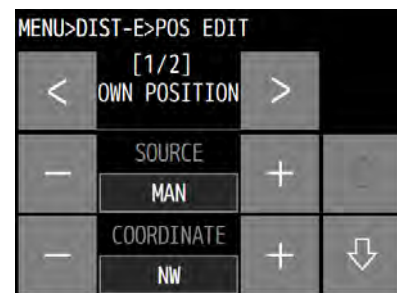 MENU>DIST-E>POS EDIT
[1/2]
< OWN POSITION >
SOURCE
- MAN +
COORDINATE
- NW +